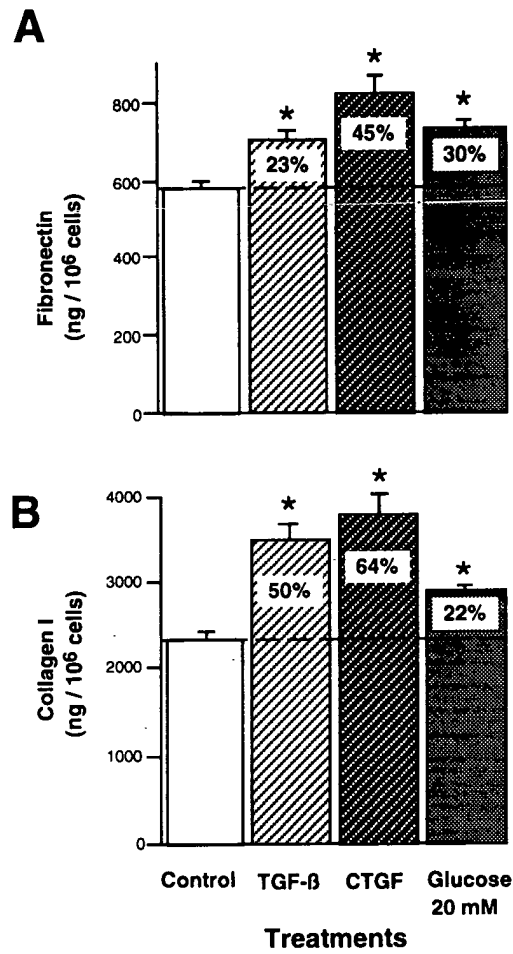 A
Fibronectin
(ng / 10⁶ cells)
800
600
400
200
0
*
*
*
23%
45%
30%
B
Collagen I
(ng / 10⁶ cells)
4000
3000
2000
1000
0
*
*
*
50%
64%
22%
Control
TGF-ß
CTGF
Glucose
20 mM
Treatments